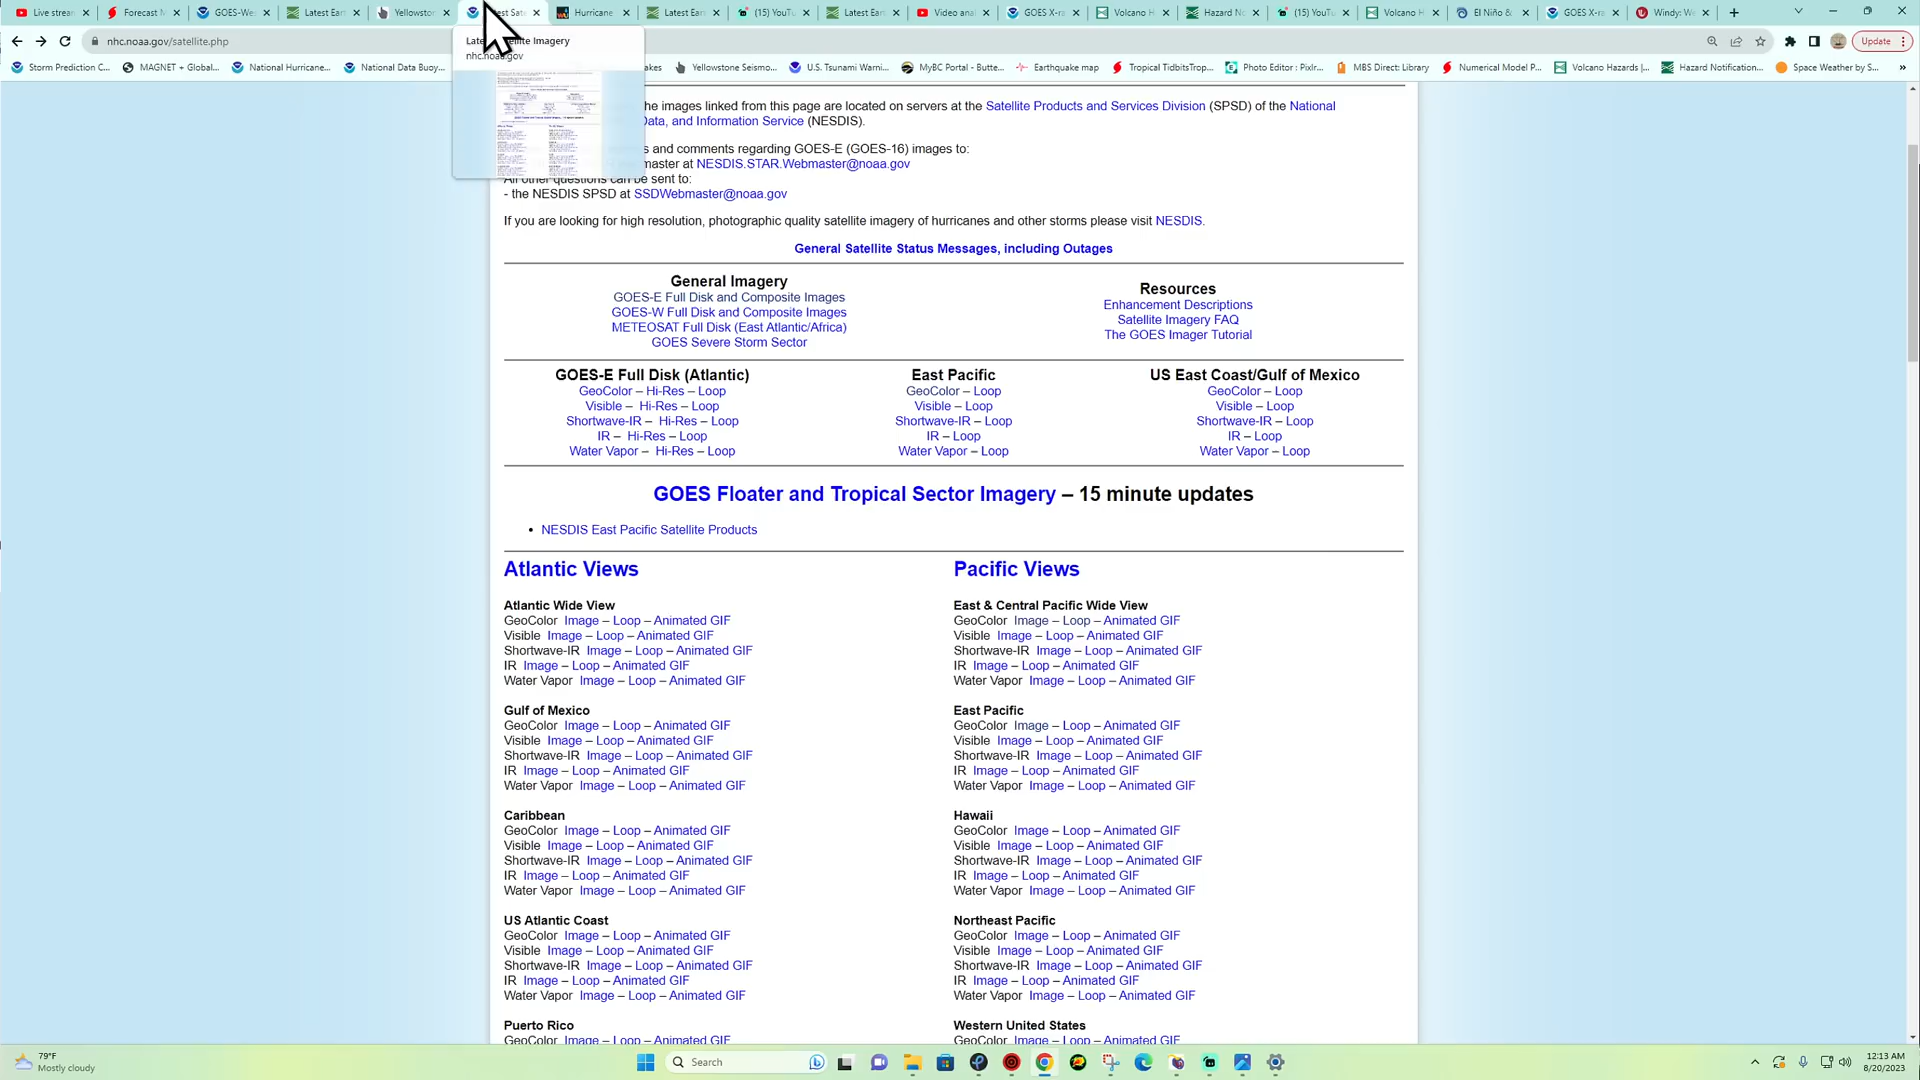 Live strea
Forecast M
GOES-Wes
Latest Eart
Yellowston
Hurricane
Latest Eart
(15) YouTu
Latest Eart
Video anal
GOES X-ra
Volcano H
Hazard No
(15) YouTu
Volcano H
El Niño &
GOES X-ra
Windy: We
nhc.noaa.gov/satellite.php
Update
nhc.noaa.gov
Storm Prediction C...
MAGNET + Global...
National Hurricane...
National Data Buoy...
Yellowstone Seismo...
U.S. Tsunami Warni...
MyBC Portal - Butte...
Earthquake map
Tropical TidbitsTrop...
Photo Editor : Pixlr...
MBS Direct: Library
Numerical Model P...
Volcano Hazards |...
Hazard Notification...
Space Weather by S...
he images linked from this page are located on servers at the Satellite Products and Services Division (SPSD) of the National
Data, and Information Service (NESDIS).
s and comments regarding GOES-E (GOES-16) images to:
master at NESDIS.STAR.Webmaster@noaa.gov
All other questions can be sent to:
- the NESDIS SPSD at SSDWebmaster@noaa.gov
If you are looking for high resolution, photographic quality satellite imagery of hurricanes and other storms please visit NESDIS.
General Satellite Status Messages, including Outages
General Imagery
GOES-E Full Disk and Composite Images
GOES-W Full Disk and Composite Images
METEOSAT Full Disk (East Atlantic/Africa)
GOES Severe Storm Sector
Resources
Enhancement Descriptions
Satellite Imagery FAQ
The GOES Imager Tutorial
GOES-E Full Disk (Atlantic)
GeoColor – Hi-Res – Loop
Visible – Hi-Res – Loop
Shortwave-IR – Hi-Res – Loop
IR – Hi-Res – Loop
Water Vapor – Hi-Res – Loop
East Pacific
GeoColor – Loop
Visible – Loop
Shortwave-IR – Loop
IR – Loop
Water Vapor – Loop
US East Coast/Gulf of Mexico
GeoColor – Loop
Visible – Loop
Shortwave-IR – Loop
IR – Loop
Water Vapor – Loop
GOES Floater and Tropical Sector Imagery – 15 minute updates
• NESDIS East Pacific Satellite Products
Atlantic Views
Atlantic Wide View
GeoColor Image – Loop – Animated GIF
Visible Image – Loop – Animated GIF
Shortwave-IR Image – Loop – Animated GIF
IR Image – Loop – Animated GIF
Water Vapor Image – Loop – Animated GIF
Gulf of Mexico
GeoColor Image – Loop – Animated GIF
Visible Image – Loop – Animated GIF
Shortwave-IR Image – Loop – Animated GIF
IR Image – Loop – Animated GIF
Water Vapor Image – Loop – Animated GIF
Caribbean
GeoColor Image – Loop – Animated GIF
Visible Image – Loop – Animated GIF
Shortwave-IR Image – Loop – Animated GIF
IR Image – Loop – Animated GIF
Water Vapor Image – Loop – Animated GIF
US Atlantic Coast
GeoColor Image – Loop – Animated GIF
Visible Image – Loop – Animated GIF
Shortwave-IR Image – Loop – Animated GIF
IR Image – Loop – Animated GIF
Water Vapor Image – Loop – Animated GIF
Puerto Rico
GeoColor Image – Loop – Animated GIF
Pacific Views
East & Central Pacific Wide View
GeoColor Image – Loop – Animated GIF
Visible Image – Loop – Animated GIF
Shortwave-IR Image – Loop – Animated GIF
IR Image – Loop – Animated GIF
Water Vapor Image – Loop – Animated GIF
East Pacific
GeoColor Image – Loop – Animated GIF
Visible Image – Loop – Animated GIF
Shortwave-IR Image – Loop – Animated GIF
IR Image – Loop – Animated GIF
Water Vapor Image – Loop – Animated GIF
Hawaii
GeoColor Image – Loop – Animated GIF
Visible Image – Loop – Animated GIF
Shortwave-IR Image – Loop – Animated GIF
IR Image – Loop – Animated GIF
Water Vapor Image – Loop – Animated GIF
Northeast Pacific
GeoColor Image – Loop – Animated GIF
Visible Image – Loop – Animated GIF
Shortwave-IR Image – Loop – Animated GIF
IR Image – Loop – Animated GIF
Water Vapor Image – Loop – Animated GIF
Western United States
GeoColor Image – Loop – Animated GIF
79°F
Mostly cloudy
Search
12:13 AM
8/20/2023